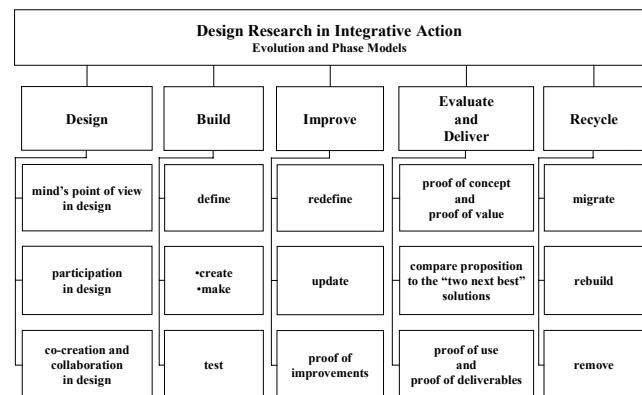 Design Research in Integrative Action
Evolution and Phase Models
Design
Build
Improve
Evaluate
and
Deliver
Recycle
mind’s point of view
in design
define
redefine
proof of concept
and
proof of value
migrate
participation
in design
•create
•make
update
compare proposition
to the “two next best”
solutions
rebuild
co-creation and
collaboration
in design
test
proof of
improvements
proof of use
and
proof of deliverables
remove